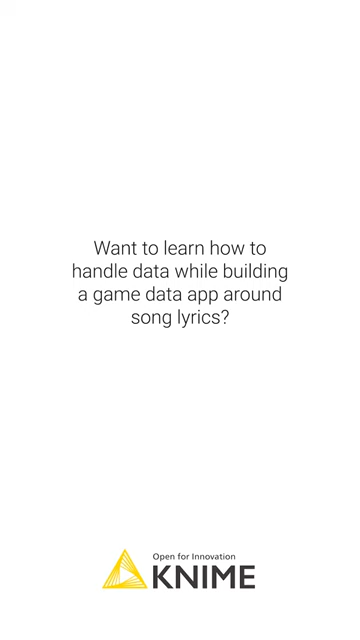 Want to learn how to
handle data while building
a game data app around
song lyrics?
Open for Innovation
KNIME